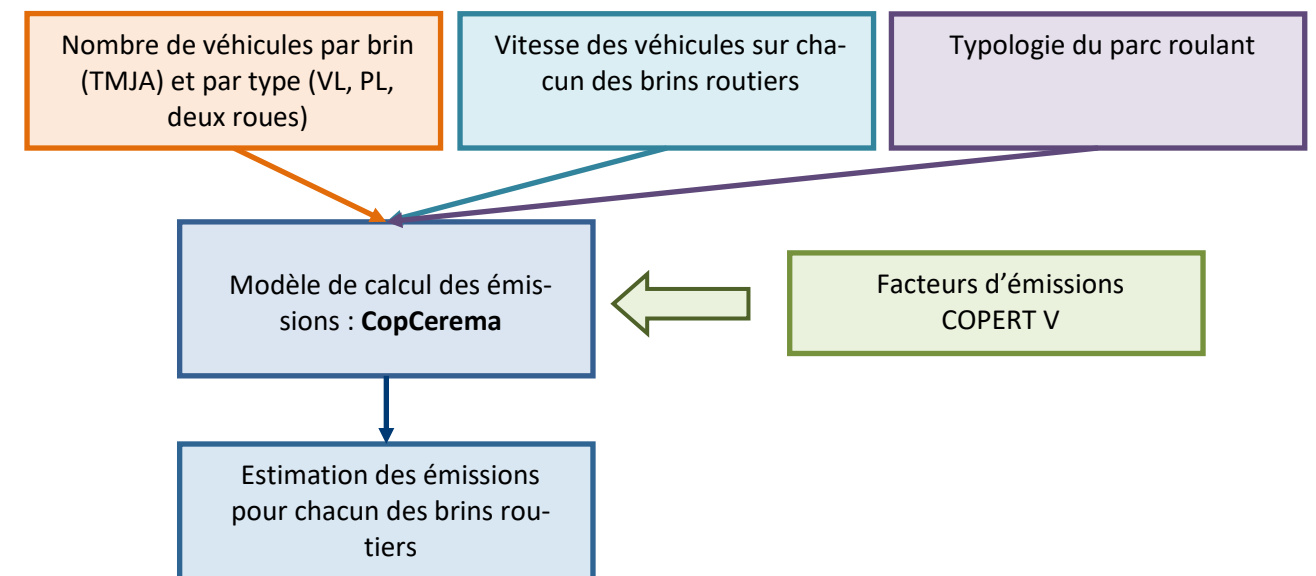 Nombre de véhicules par brin
(TMJA) et par type (VL, PL,
deux roues)
Vitesse des véhicules sur cha-
cun des brins routiers
Typologie du parc roulant
Modèle de calcul des émis-
sions : CopCerema
Facteurs d’émissions
COPERT V
Estimation des émissions
pour chacun des brins rou-
tiers